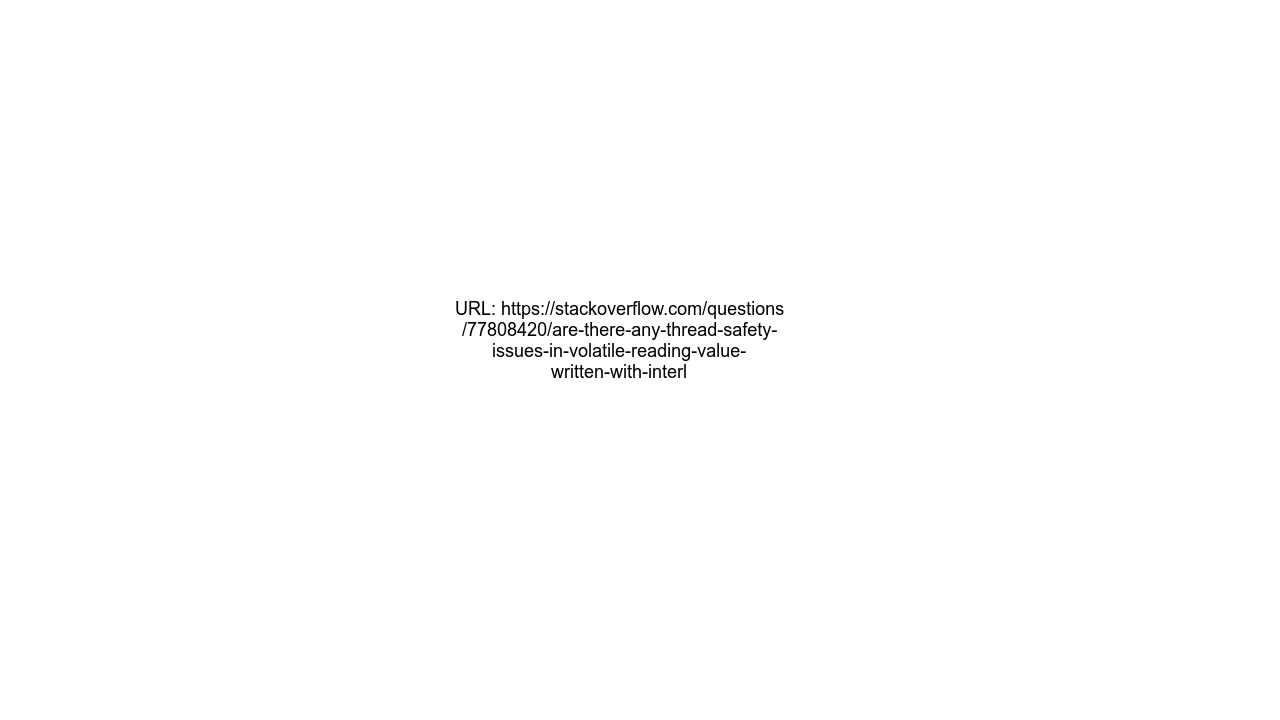 URL: https://stackoverflow.com/questions
/77808420/are-there-any-thread-safety-
issues-in-volatile-reading-value-
written-with-interl